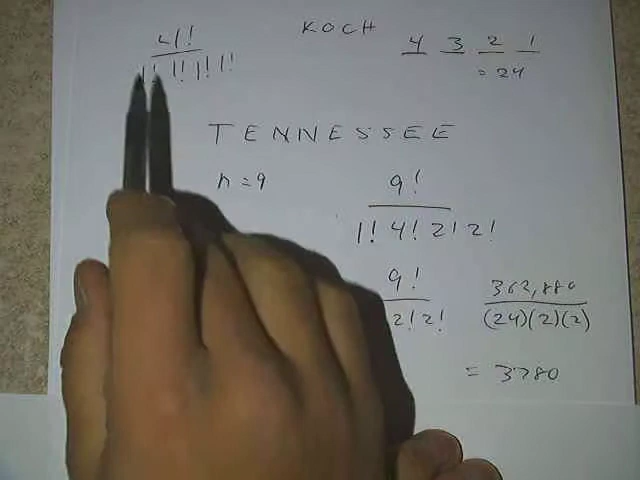 KOCH
4!
1! 1! 1! 1!
4 3 2 1
= 24
TENNESSEE
n = 9
9!
1! 4! 2! 2!
9!
2! 2!
362,880
(24)(2)(2)
= 3780